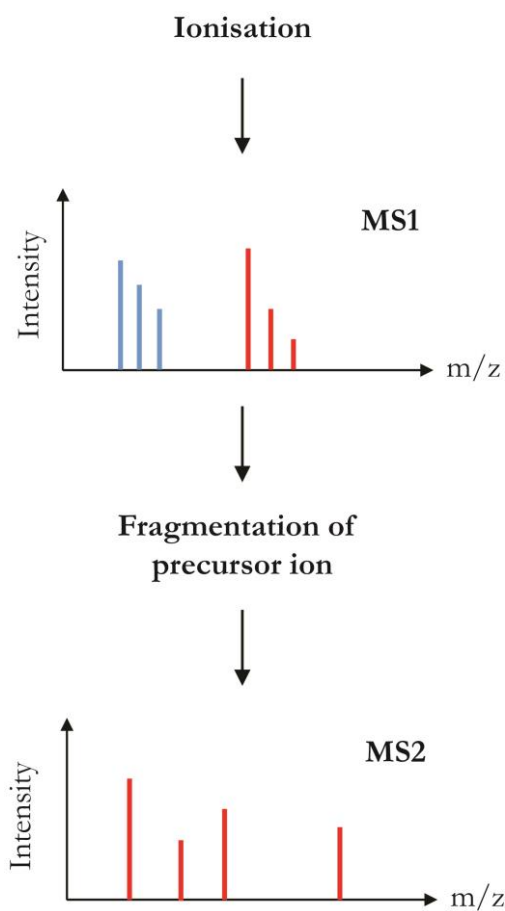 Ionisation
MS1
Intensity
m/z
Fragmentation of
precursor ion
MS2
Intensity
m/z